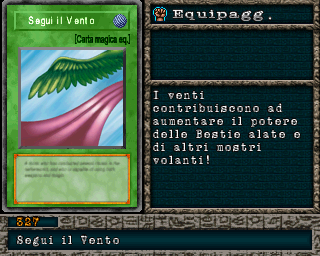 Segui il Vento
[Carta magica eq.]
Equipagg.
I venti
contribuiscono ad
aumentare il potere
delle Bestie alate e
di altri mostri
volanti!
327
Segui il Vento